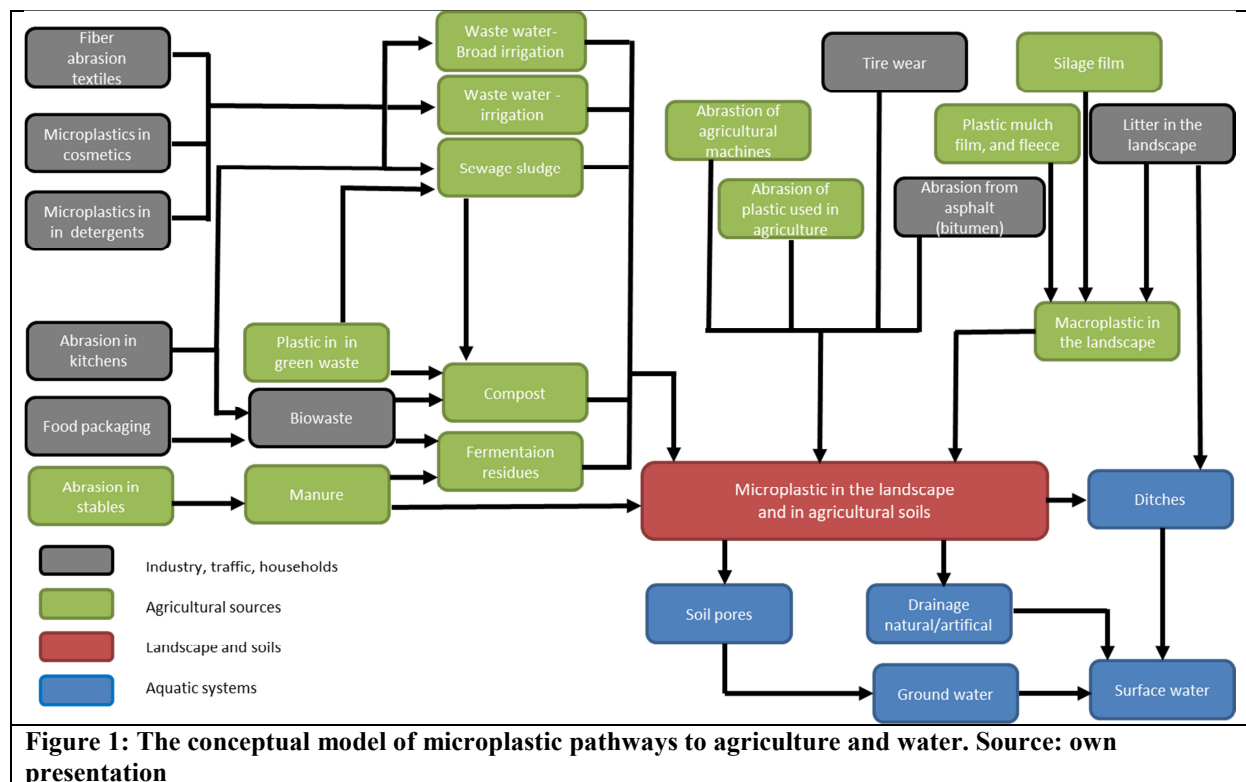 Fiber
abrasion
textiles
Microplastics in
cosmetics
Microplastics in
in  detergents
Abrasion in
kitchens
Food packaging
Abrasion in
stables
Waste water-
Broad irrigation
Waste water -
irrigation
Sewage sludge
Plastic in  in
green waste
Biowaste
Manure
Compost
Fermentaion
residues
Tire wear
Silage film
Abrastion of
agricultural
machines
Plastic mulch
film, and fleece
Litter in the
landscape
Abrasion of
plastic used in
agriculture
Abrasion from
asphalt
(bitumen)
Macroplastic in
the landscape
Microplastic in the landscape
and in agricultural soils
Ditches
Soil pores
Drainage
natural/artifical
Ground water
Surface water
Industry, traffic, households
Agricultural sources
Landscape and soils
Aquatic systems
Figure 1: The conceptual model of microplastic pathways to agriculture and water. Source: own
presentation